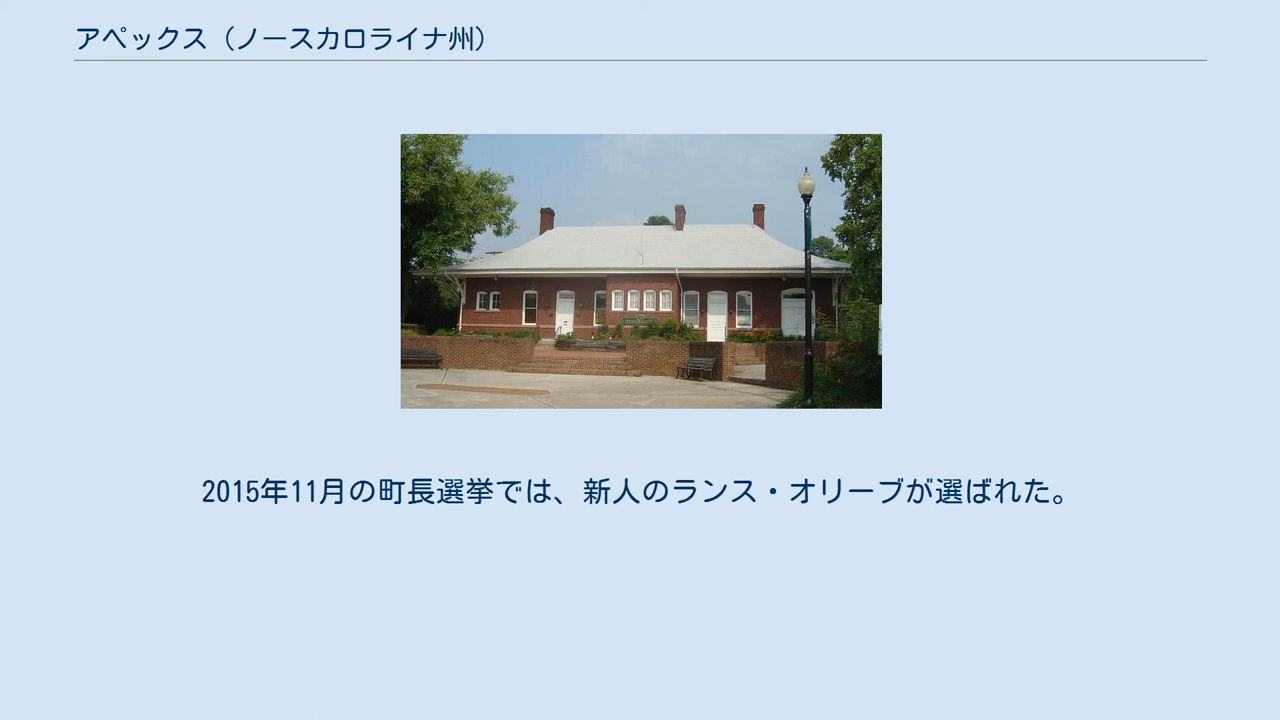 アペックス（ノースカロライナ州）
2015年11月の町長選挙では、新人のランス・オリーブが選ばれた。